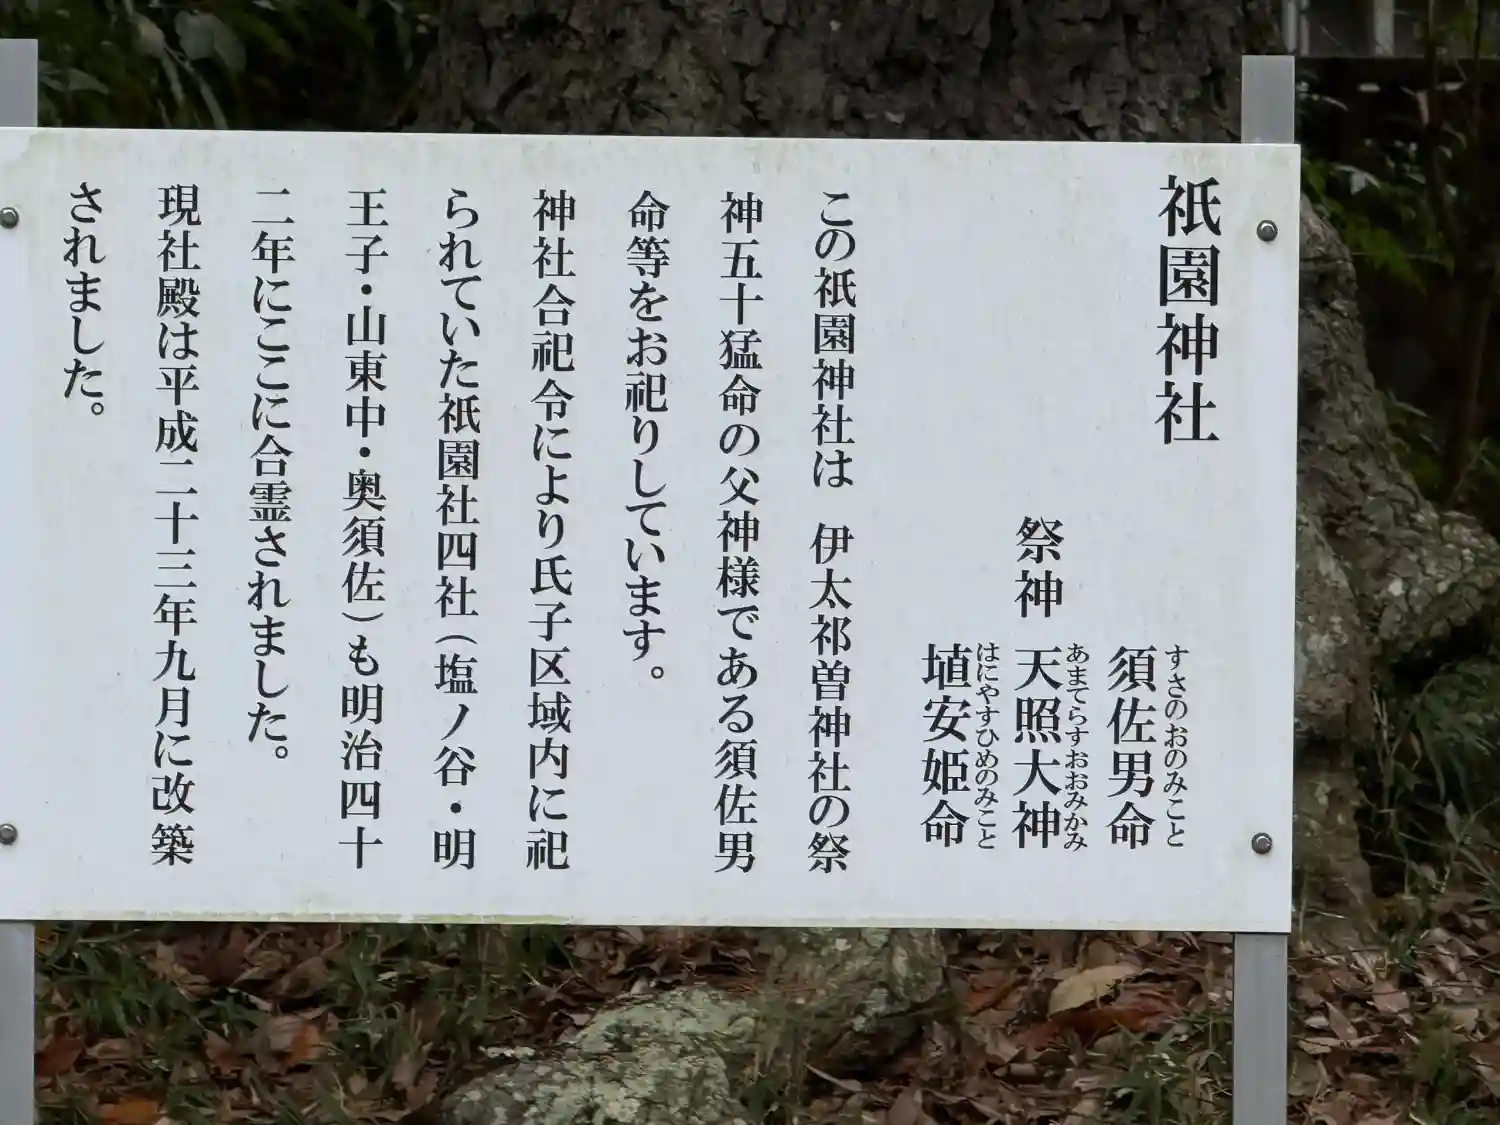 祇園神社
すさのおのみこと
須佐男命
あまてらすおおみかみ
祭神 天照大神
はにやすひめのみこと
埴安姫命
この祇園神社は 伊太祁曽神社の祭
神五十猛命の父神様である須佐男
命等をお祀りしています。
神社合祀令により氏子区域内に祀
られていた祇園社四社(塩ノ谷・明
王子・山東中・奥須佐)も明治四十
二年にここに合霊されました。
現社殿は平成二十三年九月に改築
されました。